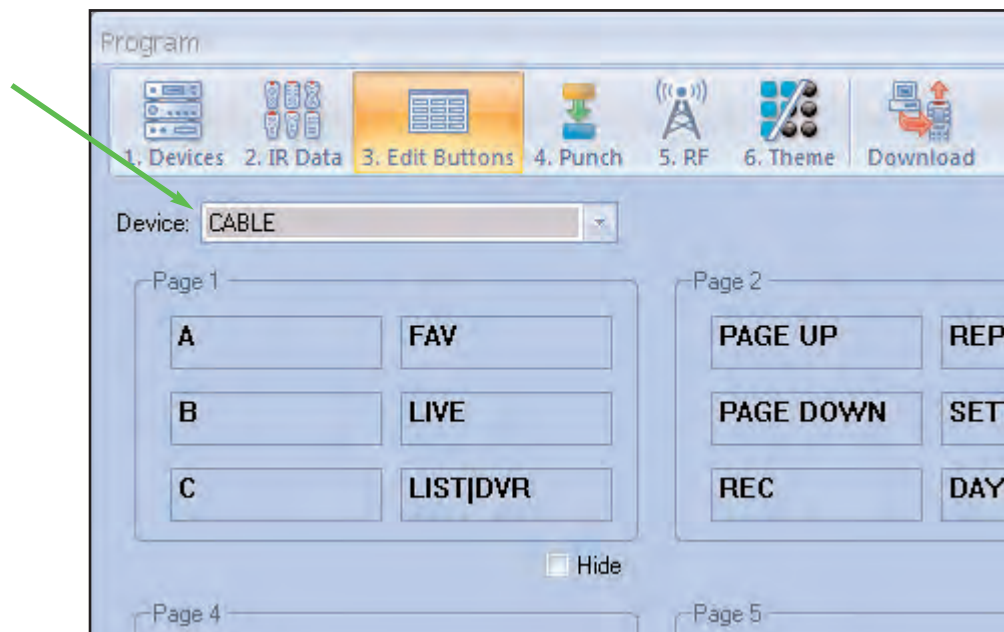 Program
1. Devices 2. IR Data 3. Edit Buttons 4. Punch 5. RF 6. Theme Download
Device: CABLE
Page 1 Page 2
A FAV PAGE UP REP
B LIVE PAGE DOWN SET
C LIST|DVR REC DAY
Hide
Page 4 Page 5